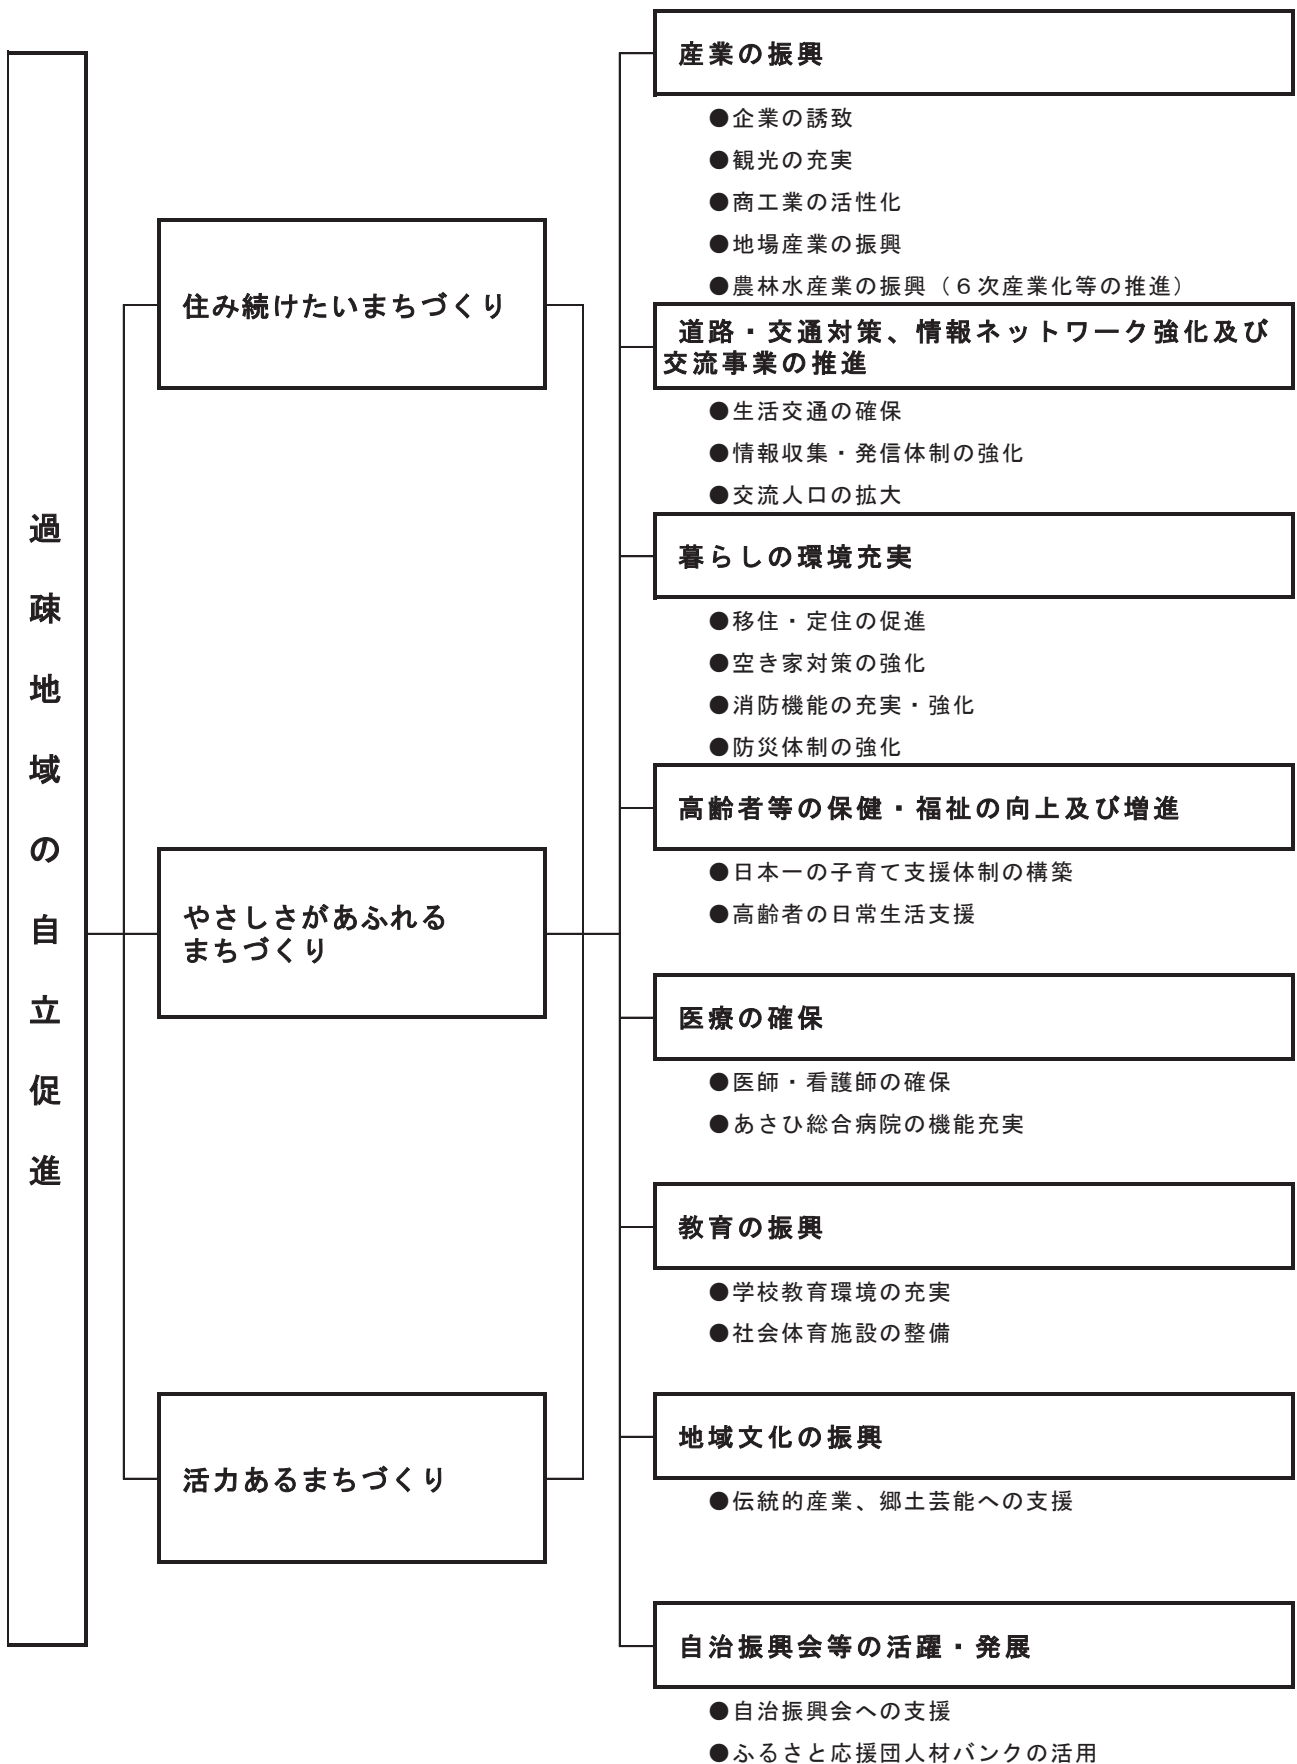 過疎地域の自立促進
住み続けたいまちづくり
やさしさがあふれる
まちづくり
活力あるまちづくり
産業の振興
●企業の誘致
●観光の充実
●商工業の活性化
●地場産業の振興
●農林水産業の振興（６次産業化等の推進）
道路・交通対策、情報ネットワーク強化及び
交流事業の推進
●生活交通の確保
●情報収集・発信体制の強化
●交流人口の拡大
暮らしの環境充実
●移住・定住の促進
●空き家対策の強化
●消防機能の充実・強化
●防災体制の強化
高齢者等の保健・福祉の向上及び増進
●日本一の子育て支援体制の構築
●高齢者の日常生活支援
医療の確保
●医師・看護師の確保
●あさひ総合病院の機能充実
教育の振興
●学校教育環境の充実
●社会体育施設の整備
地域文化の振興
●伝統的産業、郷土芸能への支援
自治振興会等の活躍・発展
●自治振興会への支援
●ふるさと応援団人材バンクの活用